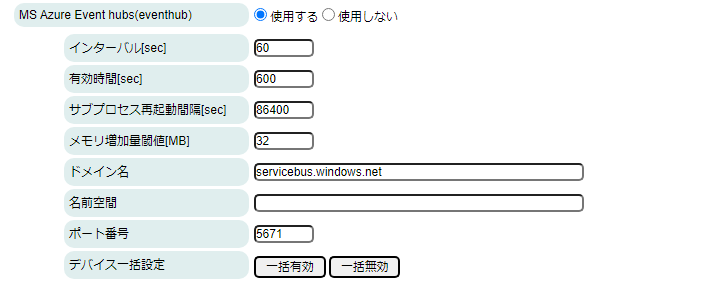 MS Azure Event hubs(eventhub) 使用する 使用しない
インターバル[sec] 60
有効時間[sec] 600
サブプロセス再起動間隔[sec] 86400
メモリ増加量閾値[MB] 32
ドメイン名 servicebus.windows.net
名前空間
ポート番号 5671
デバイス一括設定 一括有効 一括無効